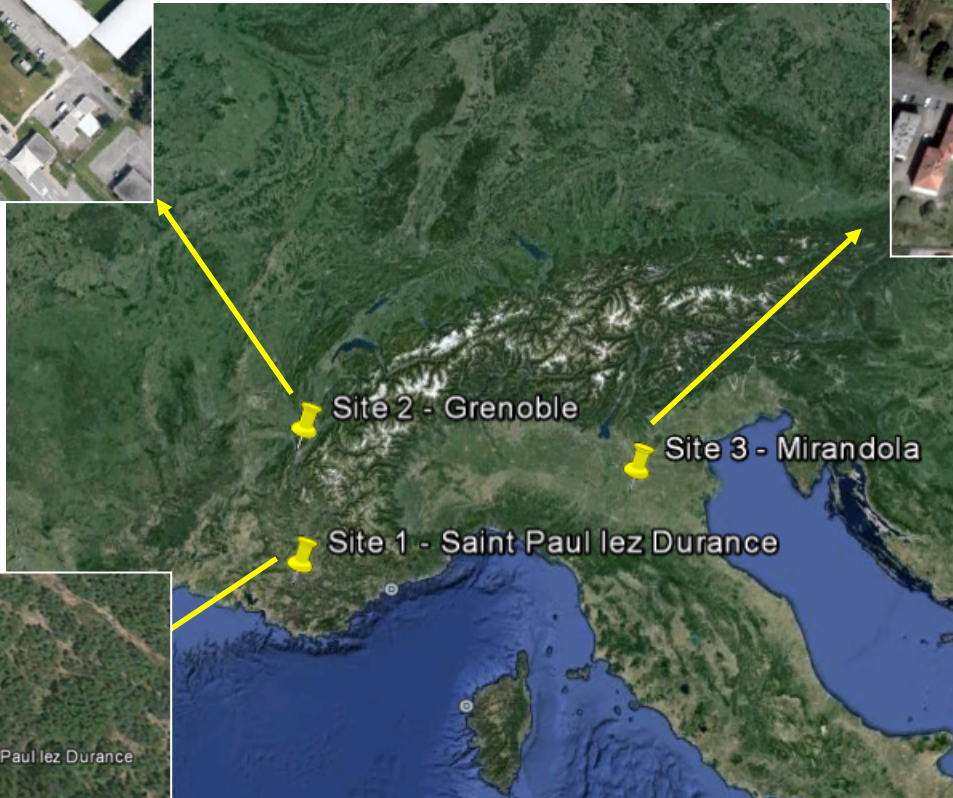 Site 2 - Grenoble
Site 3 - Mirandola
Site 1 - Saint Paul lez Durance
Paul lez Durance